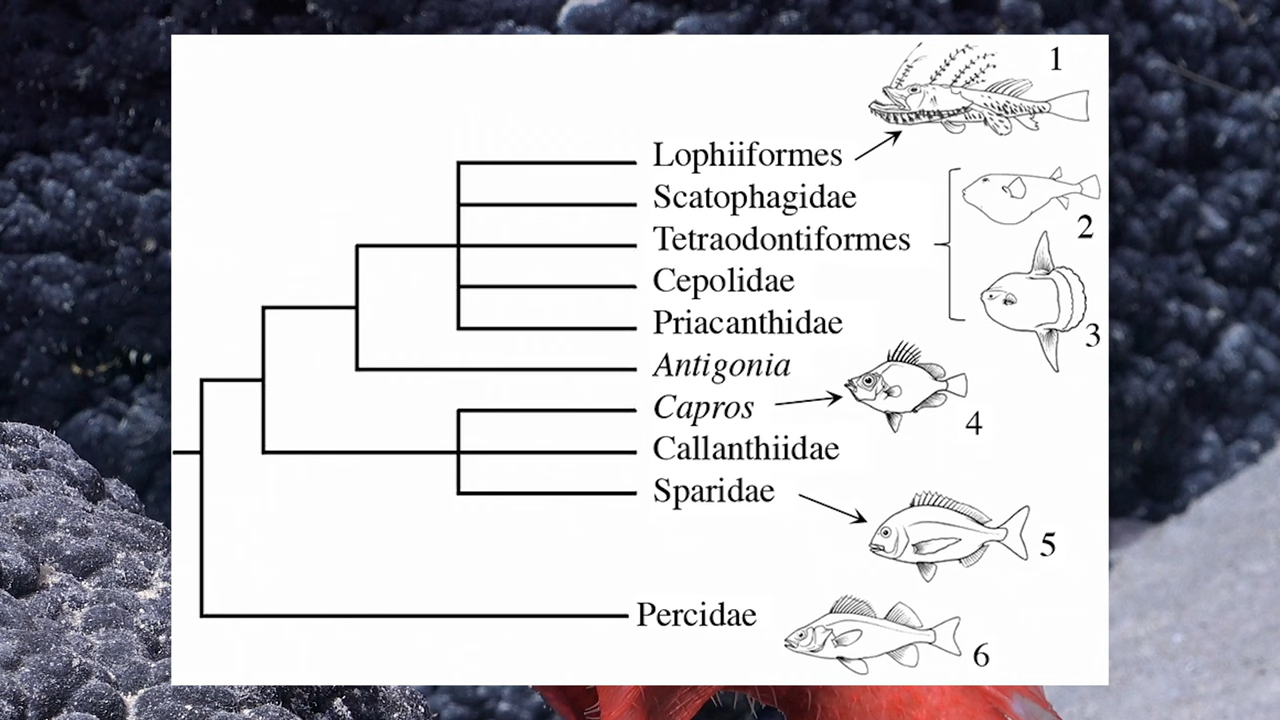 1
Lophiiformes
Scatophagidae
2
Tetraodontiformes
Cepolidae
Priacanthidae
3
Antigonia
Capros
4
Callanthiidae
Sparidae
5
Percidae
6